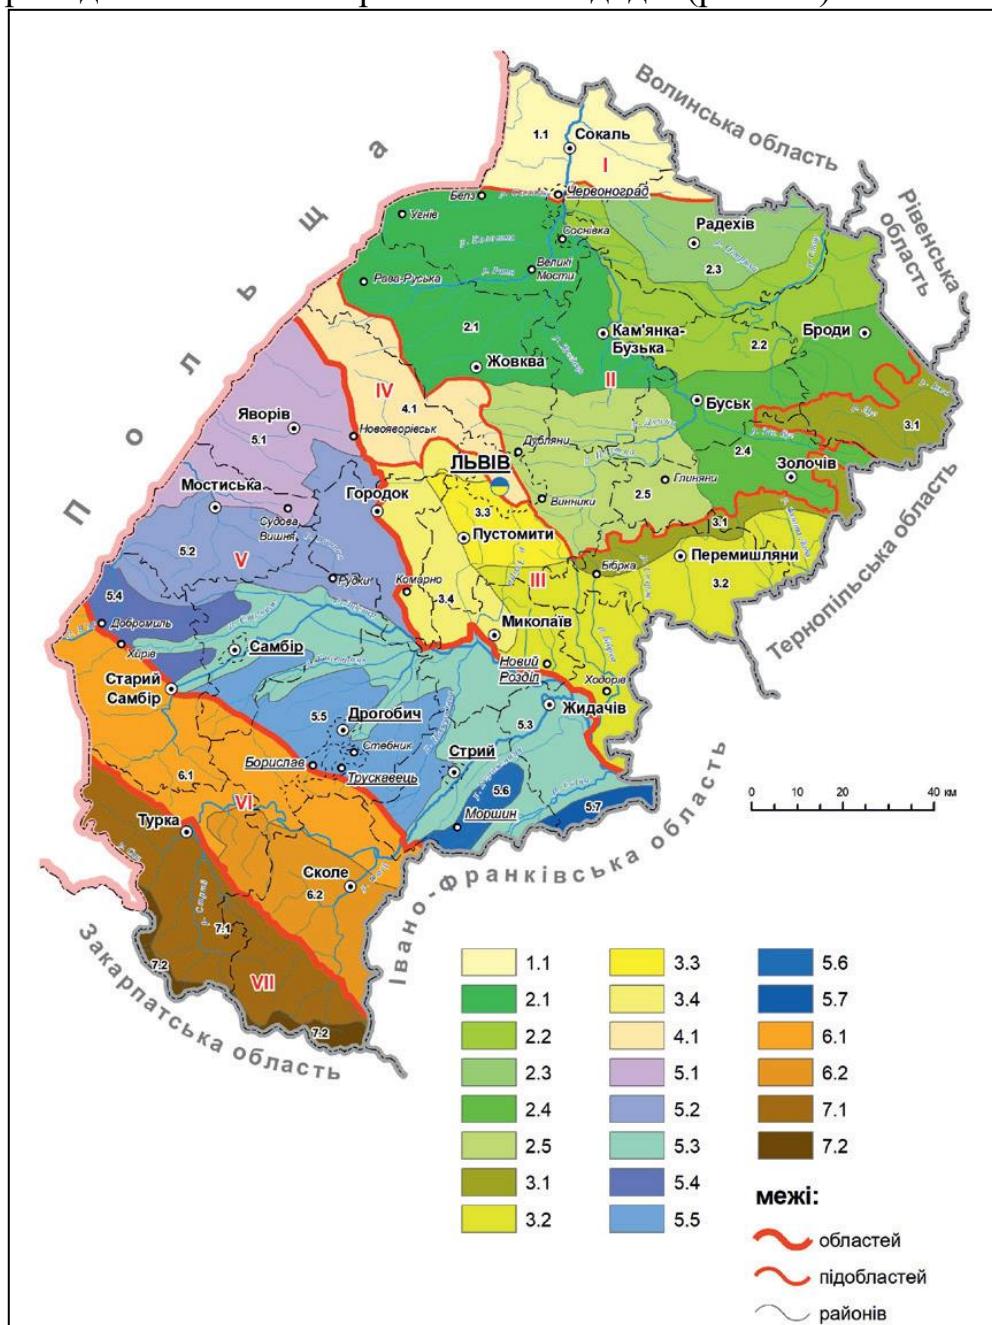 Волинська область
Рівенська
область
Польща
1.1
Сокаль
I
Червоноград
Белз
Угнів
Соснівка
Радехів
2.3
Великі
Мости
Рава-Руська
2.1
Кам'янка-
Бузька
2.2
Броди
Жовква
II
IV
4.1
Буськ
3.1
Яворів
5.1
Новояворівськ
Дубляни
ЛЬВІВ
2.4
Золочів
Мостиська
Городок
3.3
Винники
2.5
Глиняни
Судова
Вишня
Пустомити
3.1
5.2
V
Бібрка
Перемишляни
3.2
Рудки
Комарно
III
5.4
3.4
Добромиль
Миколаїв
Тернопільська область
Хирів
Самбір
Новий
Розділ
Старий
Самбір
Ходорів
5.5
5.3
Жидачів
Дрогобич
Стебник
Борислав
Стрий
Трускавець
6.1
5.6
5.7
VI
Моршин
Турка
0 10 20 40 км
Сколе
6.2
Івано-Франківська область
7.1
7.2
VII
7.2
Закарпатська область
1.1 3.3 5.6
2.1 3.4 5.7
2.2 4.1 6.1
2.3 5.1 6.2
2.4 5.2 7.1
2.5 5.3 7.2
3.1 5.4
3.2 5.5
межі:
областей
підобластей
районів